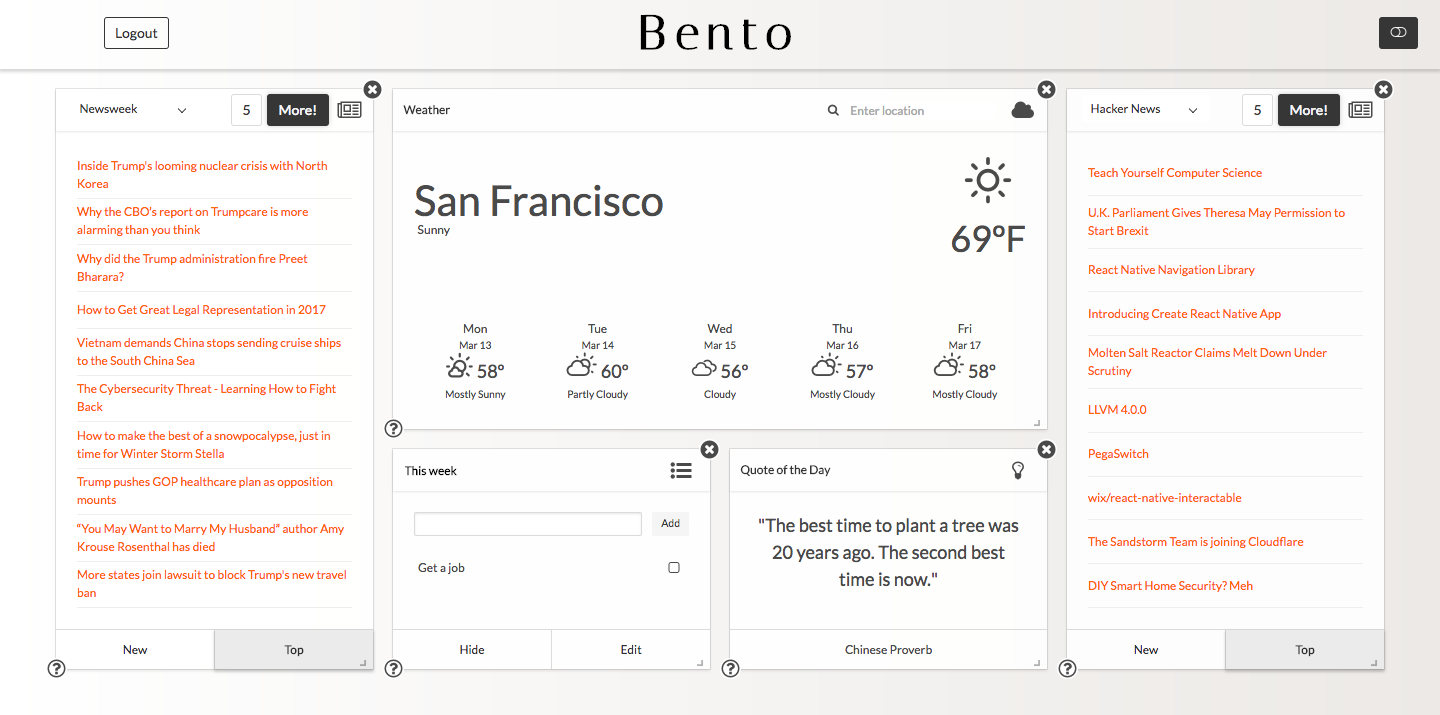 Logout
Bento
Newsweek
5
More!
Inside Trump's looming nuclear crisis with North
Korea
Why the CBO's report on Trumpcare is more
alarming than you think
Why did the Trump administration fire Preet
Bharara?
How to Get Great Legal Representation in 2017
Vietnam demands China stops sending cruise ships
to the South China Sea
The Cybersecurity Threat - Learning How to Fight
Back
How to make the best of a snowpocalypse, just in
time for Winter Storm Stella
Trump pushes GOP healthcare plan as opposition
mounts
“You May Want to Marry My Husband” author Amy
Krouse Rosenthal has died
More states join lawsuit to block Trump's new travel
ban
New
Top
?
Weather
Enter location
San Francisco
Sunny
69°F
Mon
Mar 13
58°
Mostly Sunny
Tue
Mar 14
60°
Partly Cloudy
Wed
Mar 15
56°
Cloudy
Thu
Mar 16
57°
Mostly Cloudy
Fri
Mar 17
58°
Mostly Cloudy
?
This week
Add
Get a job
Hide
Edit
?
Quote of the Day
"The best time to plant a tree was
20 years ago. The second best
time is now."
Chinese Proverb
?
Hacker News
5
More!
Teach Yourself Computer Science
U.K. Parliament Gives Theresa May Permission to
Start Brexit
React Native Navigation Library
Introducing Create React Native App
Molten Salt Reactor Claims Melt Down Under
Scrutiny
LLVM 4.0.0
PegaSwitch
wix/react-native-interactable
The Sandstorm Team is joining Cloudflare
DIY Smart Home Security? Meh
New
Top
?